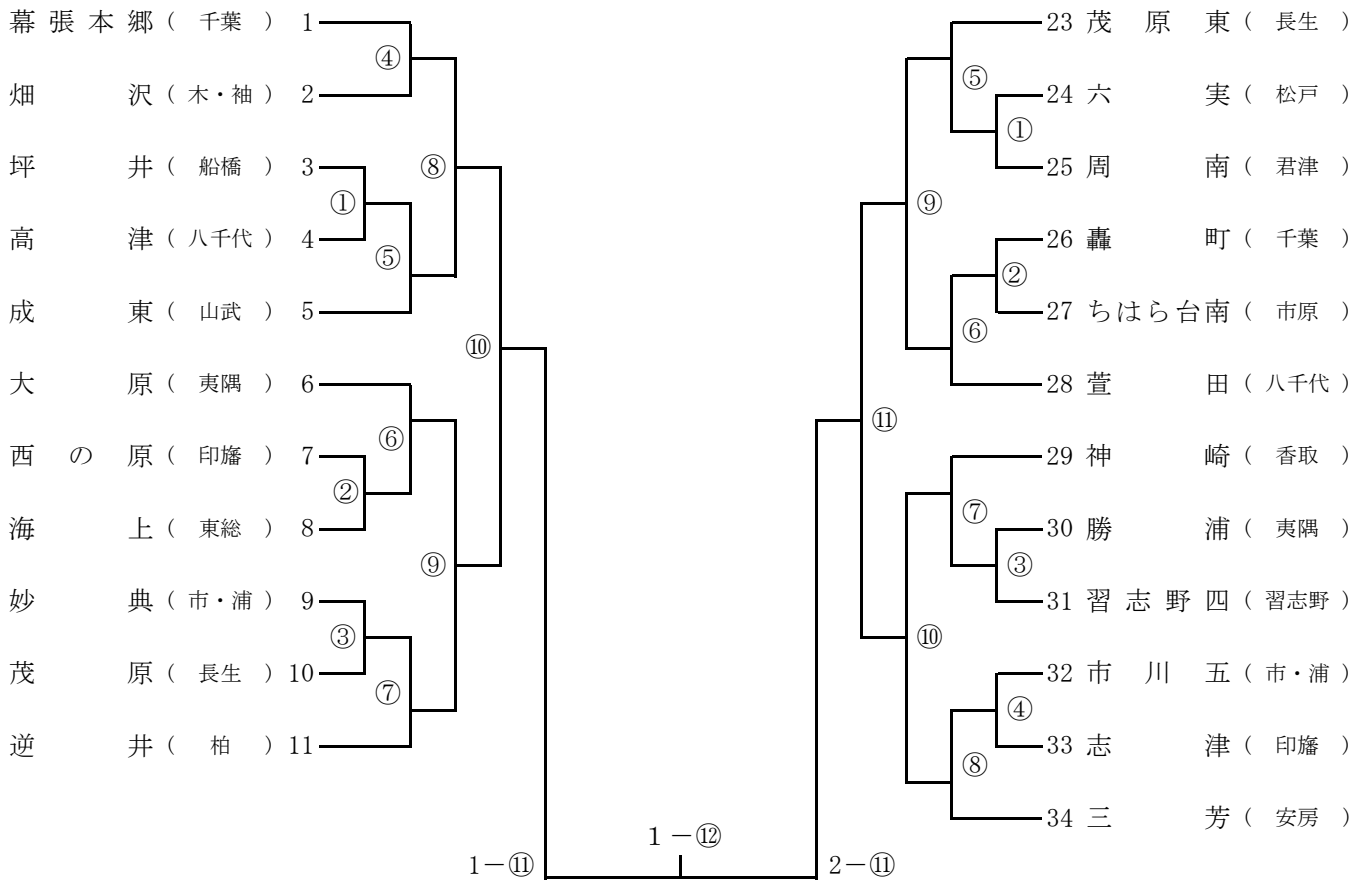 幕張本郷（千葉）1
④
畑沢（木・袖）2
坪井（船橋）3
⑧
①
高津（八千代）4
⑤
成東（山武）5
⑩
大原（夷隅）6
⑥
西の原（印旛）7
②
海上（東総）8
⑨
妙典（市・浦）9
③
茂原（長生）10
⑦
逆井（柏）11
1－⑪
1－⑫
2－⑪
23 茂原東（長生）
⑤
24 六実（松戸）
①
25 周南（君津）
⑨
26 轟町（千葉）
②
27 ちはら台南（市原）
⑥
28 萱田（八千代）
⑪
29 神崎（香取）
⑦
30 勝浦（夷隅）
③
31 習志野四（習志野）
⑩
32 市川五（市・浦）
④
33 志津（印旛）
⑧
34 三芳（安房）